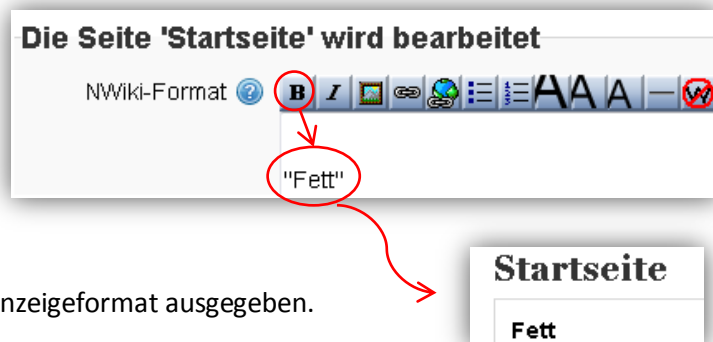 Die Seite 'Startseite' wird bearbeitet
NWiki-Format
"Fett"
Startseite
nzeigeformat ausgegeben.
Fett